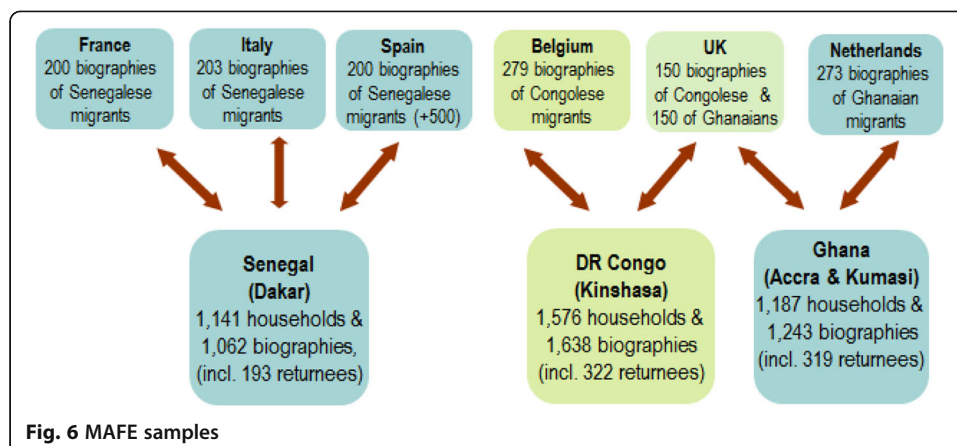 France
200 biographies
of Senegalese
migrants
Italy
203 biographies
of Senegalese
migrants
Spain
200 biographies
of Senegalese
migrants (+500)
Belgium
279 biographies
of Congolese
migrants
UK
150 biographies
of Congolese &
150 of Ghanaians
Netherlands
273 biographies
of Ghanaian
migrants
Senegal
(Dakar)
1,141 households &
1,062 biographies,
(incl. 193 returnees)
DR Congo
(Kinshasa)
1,576 households &
1,638 biographies
(incl. 322 returnees)
Ghana
(Accra & Kumasi)
1,187 households &
1,243 biographies
(incl. 319 returnees)
Fig. 6 MAFE samples